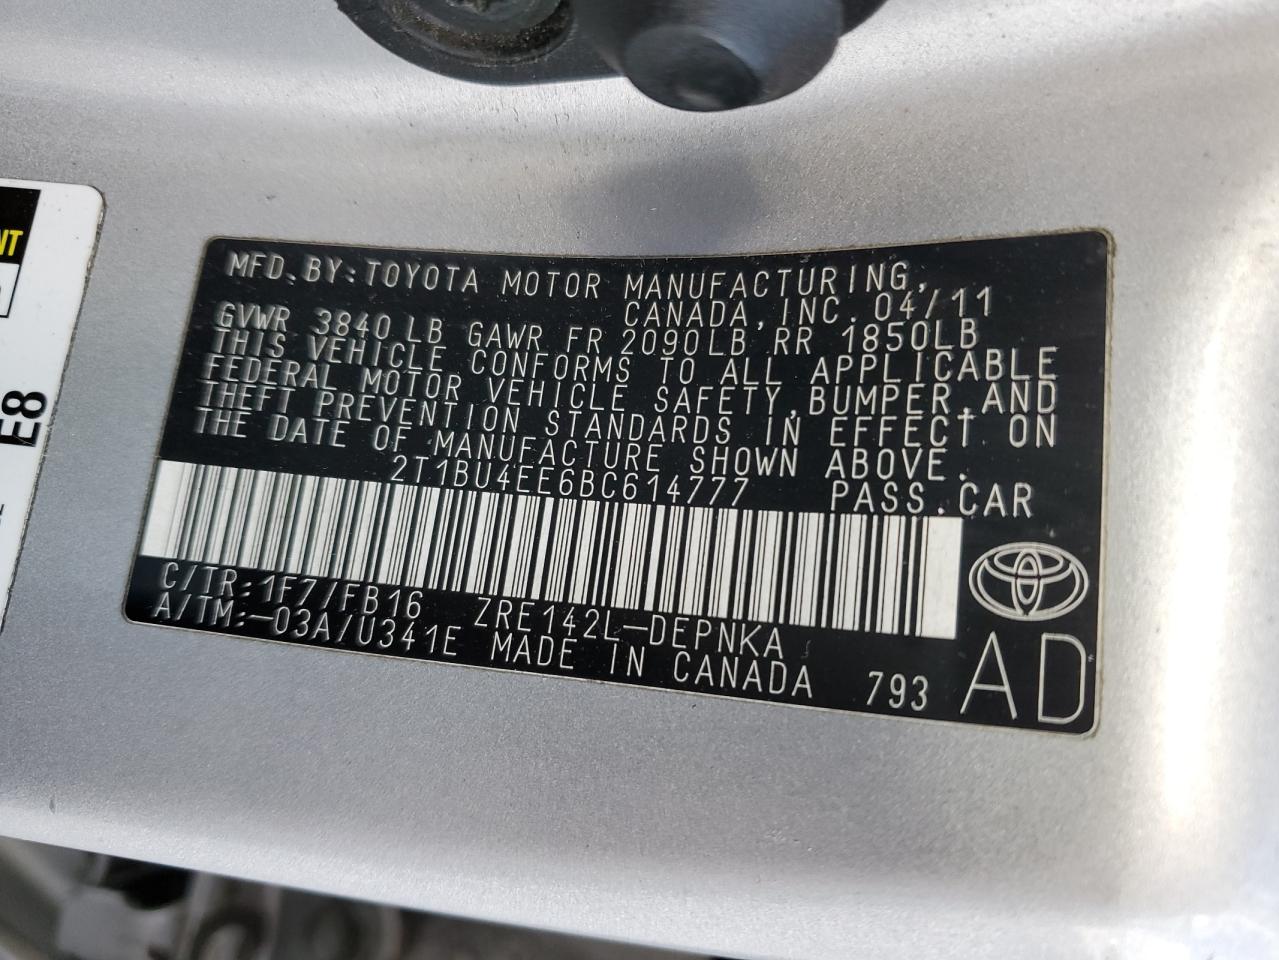 NT
E8
MFD. BY: TOYOTA MOTOR MANUFACTURING,
CANADA, INC. 04/11
GVWR 3840 LB GAWR FR 2090LB RR 1850LB
THIS VEHICLE CONFORMS TO ALL APPLICABLE
FEDERAL MOTOR VEHICLE SAFETY, BUMPER, AND
THEFT PREVENTION STANDARDS IN EFFECT ON
THE DATE OF MANUFACTURE SHOWN ABOVE.
2T1BU4EE6BC614777 PASS. CAR
C/TR: 1F7/FB16 ZRE142L-DEPNKA
A/TM: -03A/U341E MADE IN CANADA 793
AD